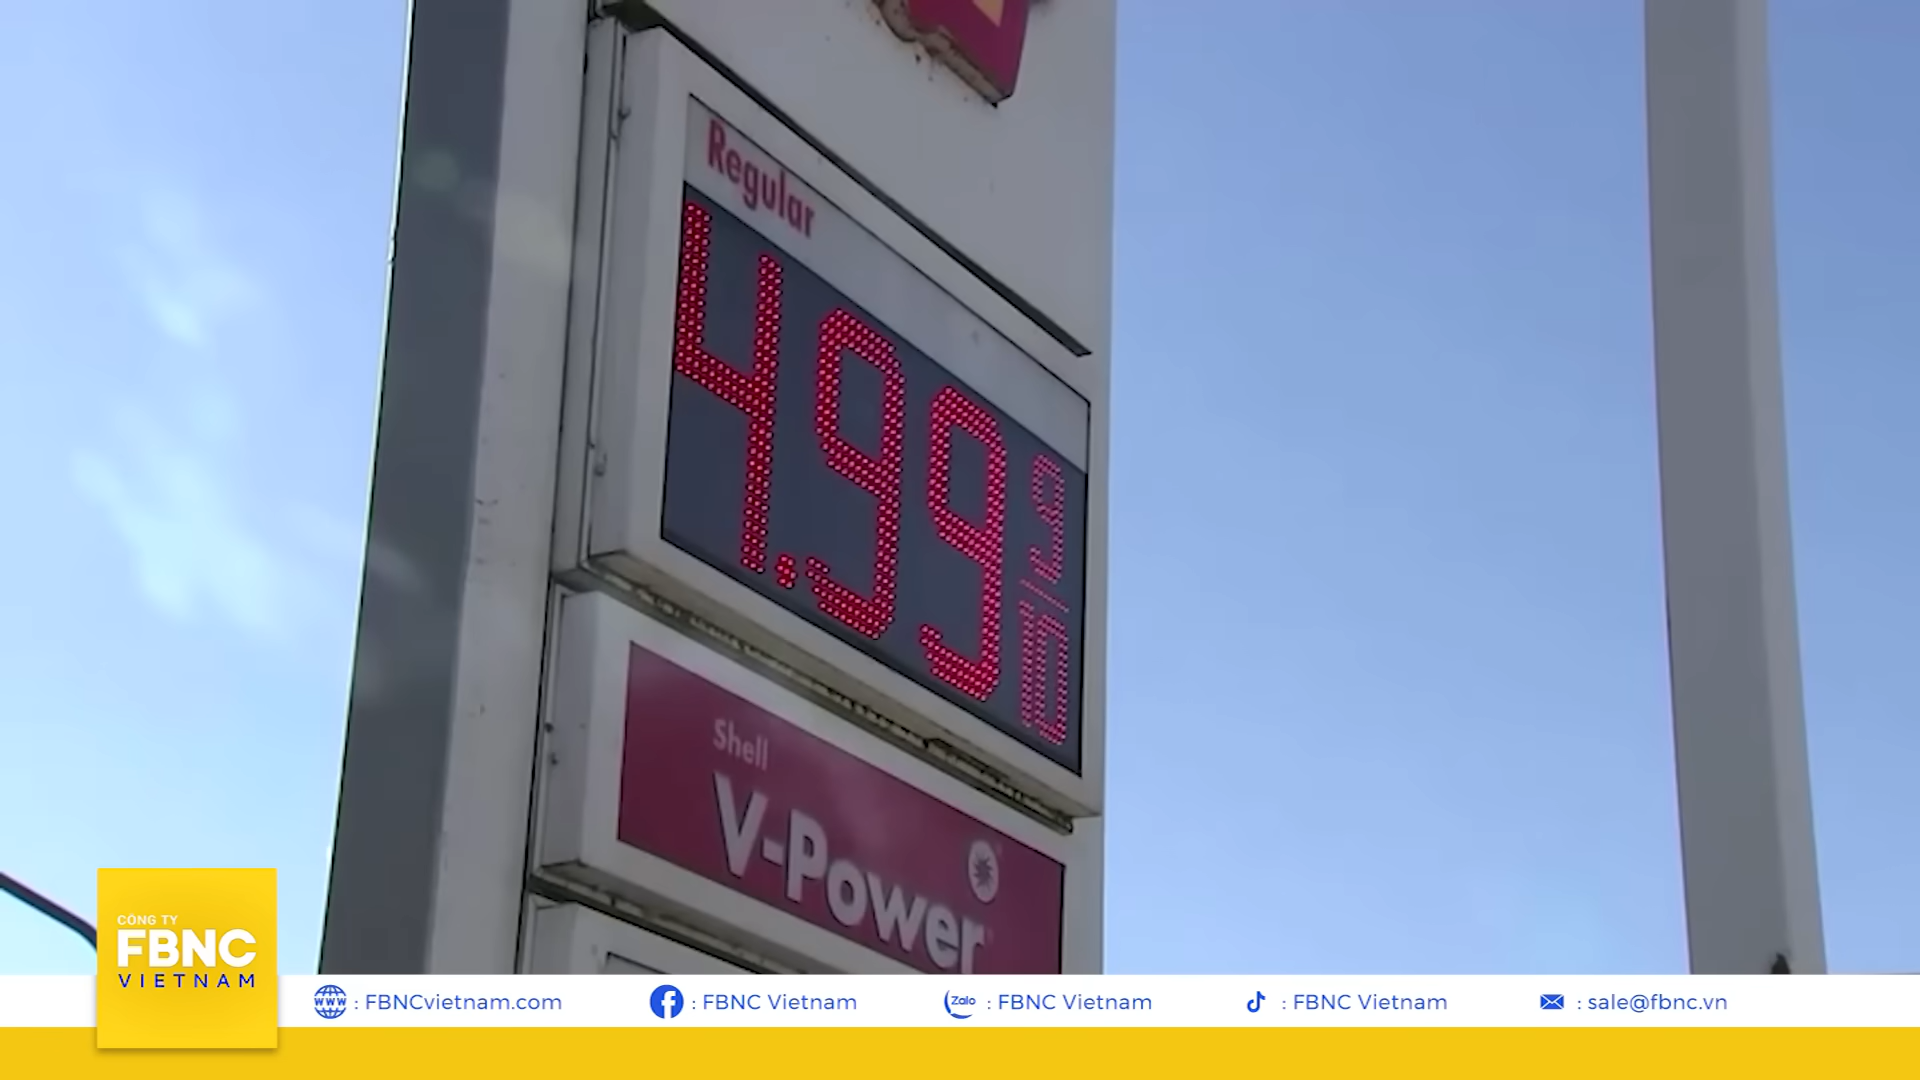 Regular
4.99 9/10
Shell
V-Power
CÔNG TY
FBNC
VIETNAM
www : FBNCvietnam.com
: FBNC Vietnam
Zalo : FBNC Vietnam
: FBNC Vietnam
: sale@fbnc.vn